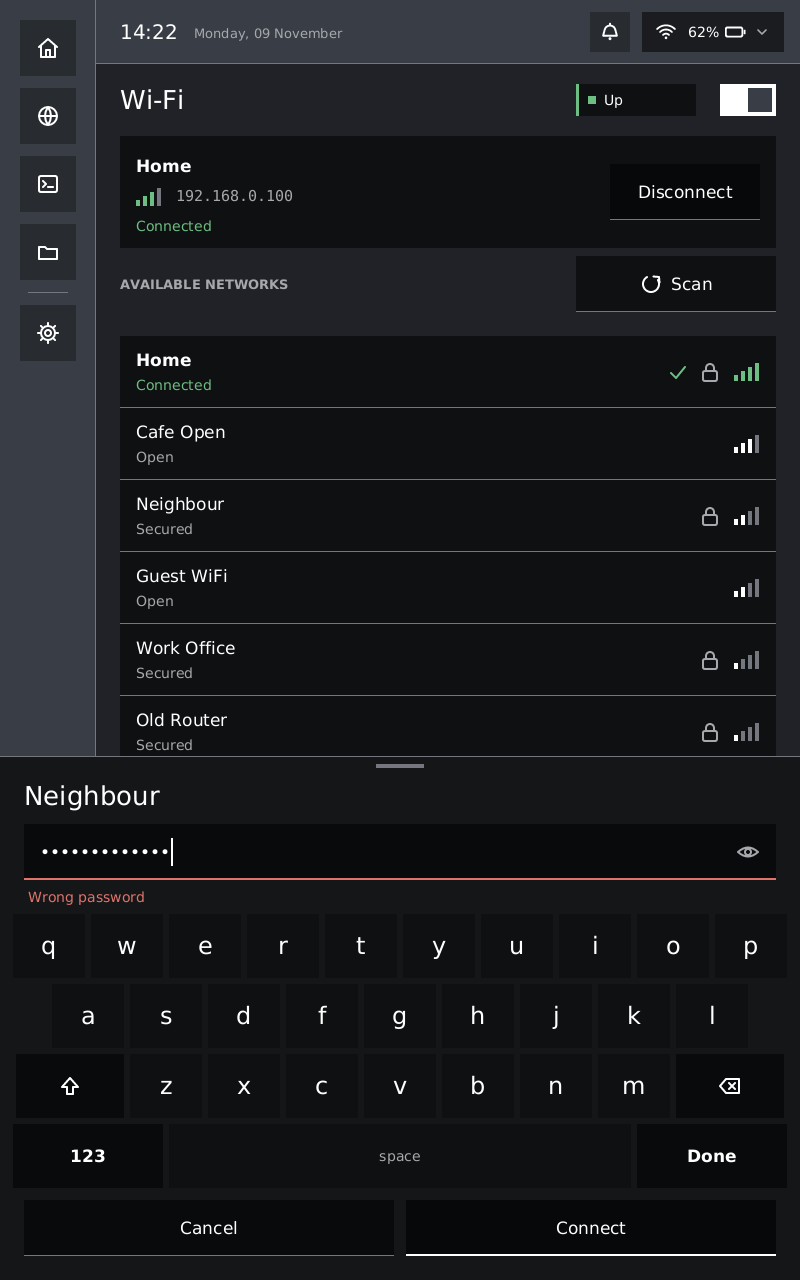 14:22 Monday, 09 November 62%
Wi-Fi Up
Home
192.168.0.100
Connected
Disconnect
AVAILABLE NETWORKS Scan
Home
Connected
Cafe Open
Open
Neighbour
Secured
Guest WiFi
Open
Work Office
Secured
Old Router
Secured
Neighbour
•••••••••••••
Wrong password
q w e r t y u i o p
a s d f g h j k l
z x c v b n m
123 space Done
Cancel Connect